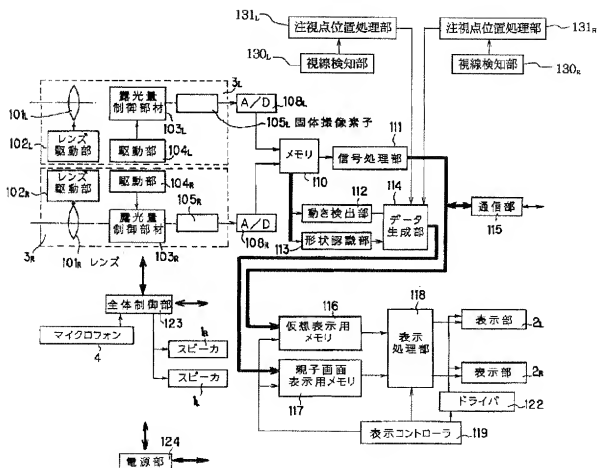 131L
注視点位置処理部
注視点位置処理部
131R
130L
視線検知部
視線検知部
130R
3L
露光量
制御部材
A/D
108L
101L
103L
105L 固体撮像素子
102L
レンズ
駆動部
駆動部
104L
メモリ
110
111
信号処理部
102R
レンズ
駆動部
駆動部
104R
105R
112
動き検出部
114
データ
生成部
通信部
115
露光量
制御部材
A/D
108R
113
形状認識部
3R
101R
レンズ
103R
全体制御部
123
マイクロフォン
4
1R
スピーカ
スピーカ
1L
116
仮想表示用
メモリ
118
表示
処理部
表示部
2L
親子画面
表示用メモリ
117
表示部
2R
ドライバ
122
表示コントローラ
119
124
電源部